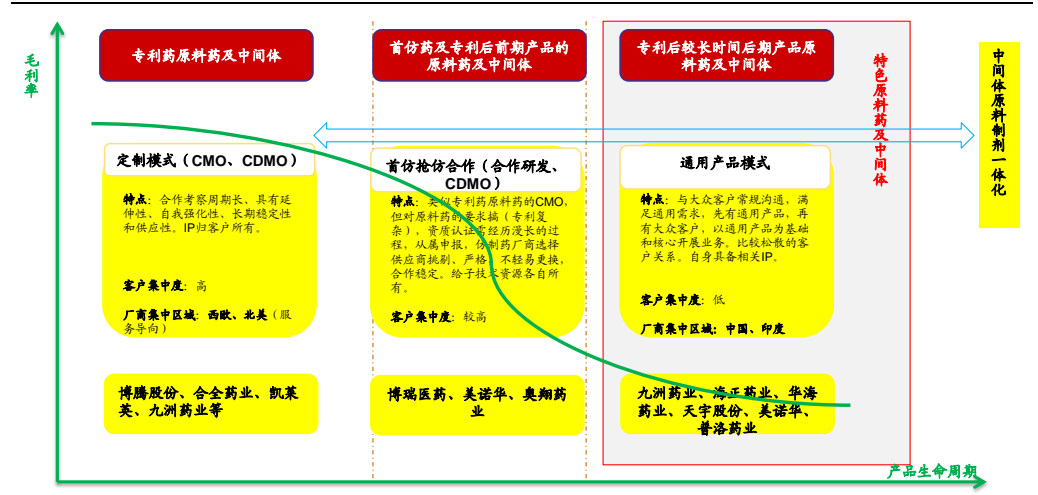 毛利率
专利药原料药及中间体
定制模式（CMO、CDMO）
特点：合作考察周期长、具有延
伸性、自我强化性、长期稳定性
和供应性。IP归客户所有。
客户集中度：高
厂商集中区域：西欧、北美（服
务导向）
博腾股份、合全药业、凯莱
英、九洲药业等
首仿药及专利后前期产品的
原料药及中间体
首仿抢仿合作（合作研发、
CDMO）
特点：类似专利药原料药的CMO，
但对原料药的要求搞（专利复
杂），资质认证需经历漫长的过
程，从属申报，仿制药厂商选择
供应商挑剔、严格，不轻易更换，
合作稳定。给予技术资源各自所
有。
客户集中度：较高
博瑞医药、美诺华、奥翔药
业
专利后较长时间后期产品原
料药及中间体
通用产品模式
特点：与大众客户常规沟通，满
足通用需求，先有通用产品，再
有大众客户，以通用产品为基础
和核心开展业务。比较松散的客
户关系。自身具备相关IP。
客户集中度：低
厂商集中区域：中国、印度
九洲药业、海正药业、华海
药业、天宇股份、美诺华、
普洛药业
特色原料药及中间体
中间体原料制剂一体化
产品生命周期